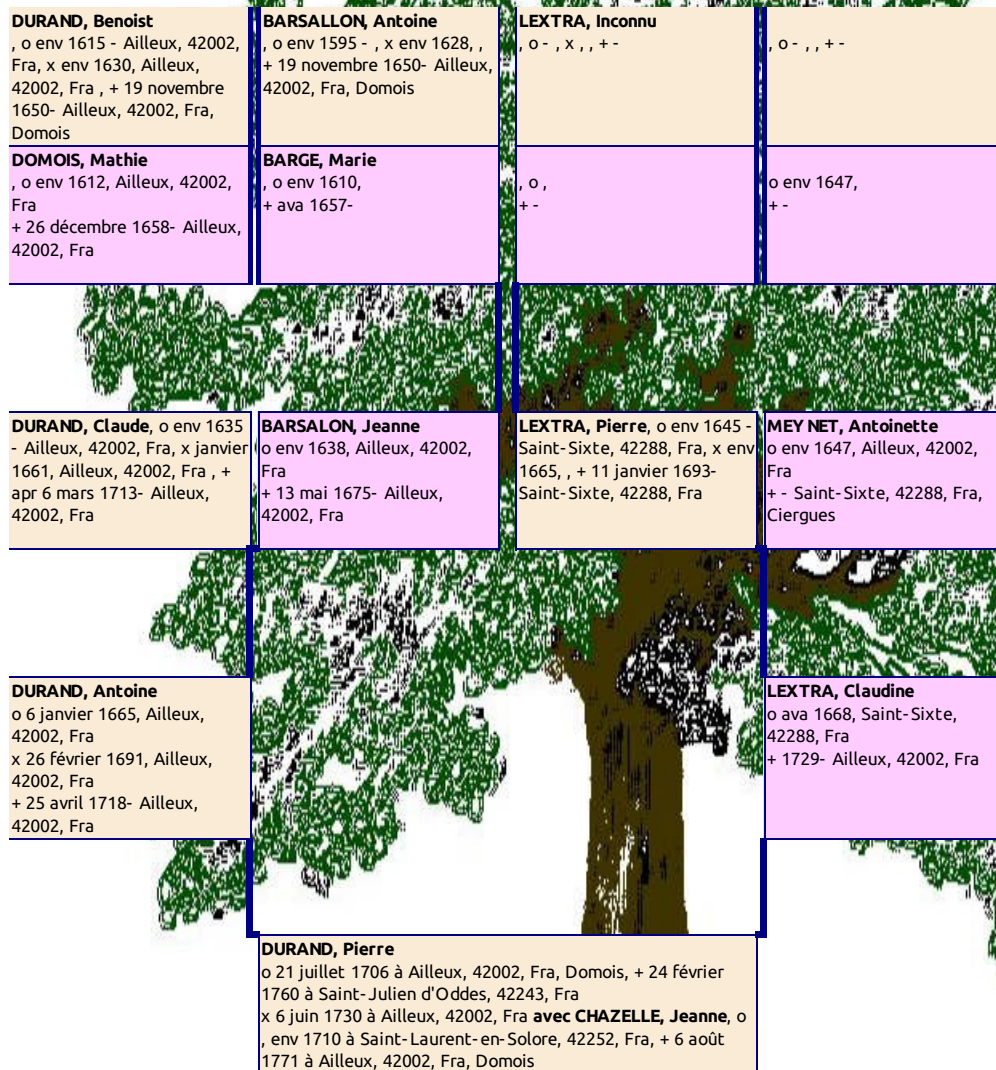 DURAND, Benoist
, o env 1615 - Ailleux, 42002,
Fra, x env 1630, Ailleux,
42002, Fra , + 19 novembre
1650- Ailleux, 42002, Fra,
Domois
BARSALLON, Antoine
, o env 1595 - , x env 1628, ,
+ 19 novembre 1650- Ailleux,
42002, Fra, Domois
LEXTRA, Inconnu
, o - , x , , + -
, o - , , + -
DOMOIS, Mathie
, o env 1612, Ailleux, 42002,
Fra
+ 26 décembre 1658- Ailleux,
42002, Fra
BARGE, Marie
, o env 1610,
+ ava 1657-
, o ,
+ -
o env 1647,
+ -
DURAND, Claude, o env 1635
- Ailleux, 42002, Fra, x janvier
1661, Ailleux, 42002, Fra , +
apr 6 mars 1713- Ailleux,
42002, Fra
BARSALON, Jeanne
o env 1638, Ailleux, 42002,
Fra
+ 13 mai 1675- Ailleux,
42002, Fra
LEXTRA, Pierre, o env 1645 -
Saint-Sixte, 42288, Fra, x env
1665, , + 11 janvier 1693-
Saint-Sixte, 42288, Fra
MEY NET, Antoinette
o env 1647, Ailleux, 42002,
Fra
+ - Saint-Sixte, 42288, Fra,
Ciergues
DURAND, Antoine
o 6 janvier 1665, Ailleux,
42002, Fra
x 26 février 1691, Ailleux,
42002, Fra
+ 25 avril 1718- Ailleux,
42002, Fra
LEXTRA, Claudine
o ava 1668, Saint-Sixte,
42288, Fra
+ 1729- Ailleux, 42002, Fra
DURAND, Pierre
o 21 juillet 1706 à Ailleux, 42002, Fra, Domois, + 24 février
1760 à Saint-Julien d'Oddes, 42243, Fra
x 6 juin 1730 à Ailleux, 42002, Fra avec CHAZELLE, Jeanne, o
, env 1710 à Saint-Laurent-en-Solore, 42252, Fra, + 6 août
1771 à Ailleux, 42002, Fra, Domois